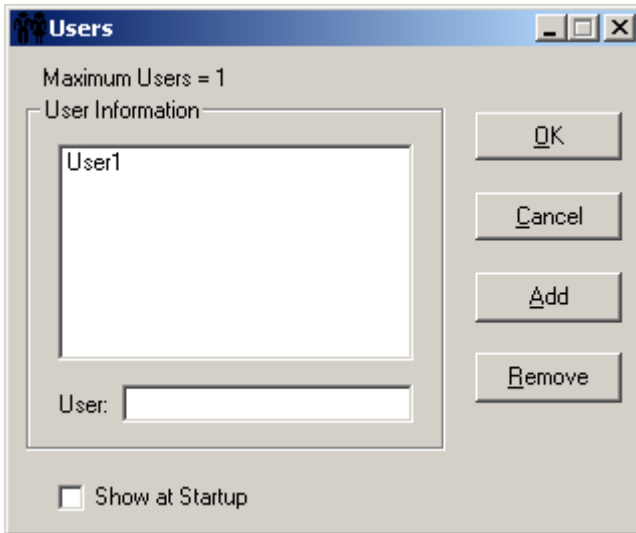 Users
Maximum Users = 1
User Information
User1
User:
Show at Startup
OK
Cancel
Add
Remove